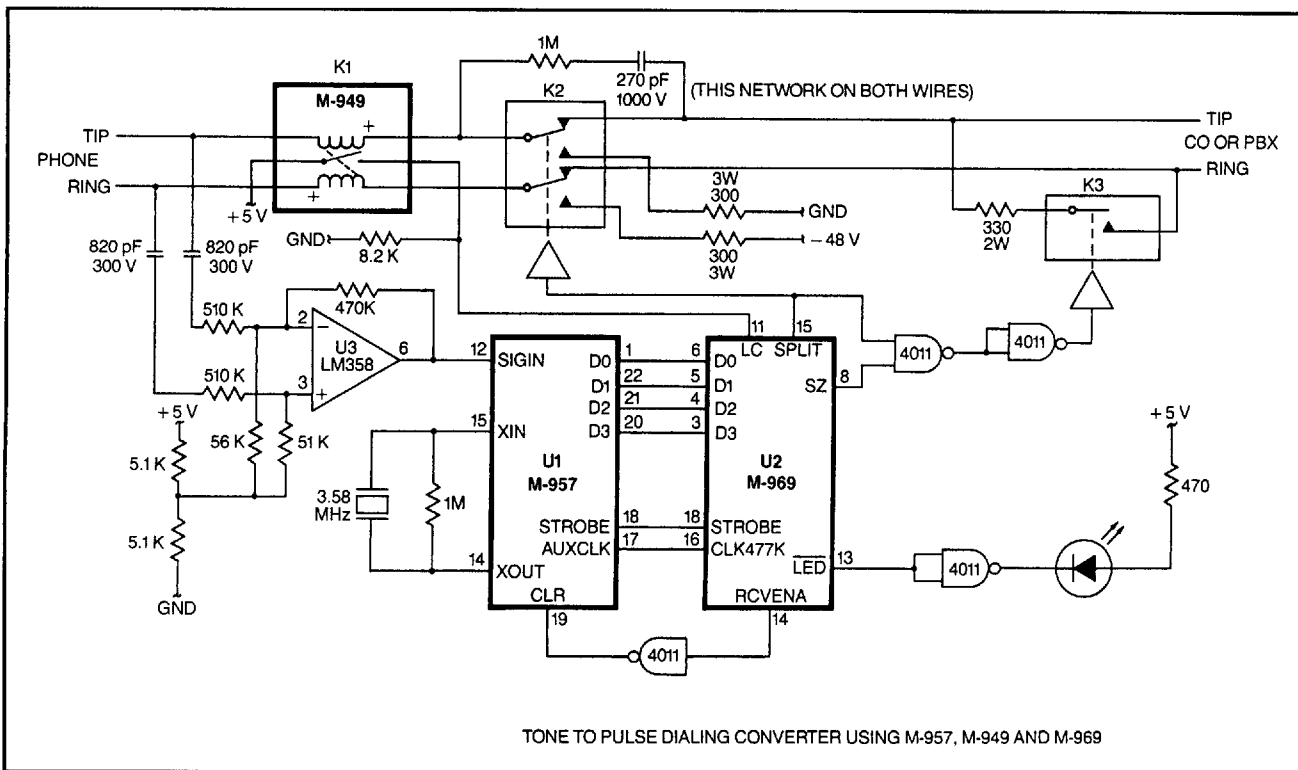 1M
K1
270 pF
1000 V
(THIS NETWORK ON BOTH WIRES)
M-949
K2
+
TIP
TIP
PHONE
CO OR PBX
RING
RING
+
+5 V
3W
300
GND
K3
GND
8.2 K
300
3W
−48 V
330
2W
820 pF
300 V
820 pF
300 V
510 K
470K
2
−
U3
LM358
6
12
SIGIN
D0
1
6
D0
11
LC
15
SPLIT
4011
4011
510 K
3
+
D1
22
5
D1
SZ
8
D2
21
4
D2
+5 V
15
XIN
D3
20
3
D3
+5 V
56 K
51 K
5.1 K
U1
M-957
U2
M-969
470
3.58
MHz
1M
STROBE
18
18
STROBE
AUXCLK
17
16
CLK477K
5.1 K
14
XOUT
LED
13
4011
GND
CLR
RCVENA
19
14
4011
TONE TO PULSE DIALING CONVERTER USING M-957, M-949 AND M-969